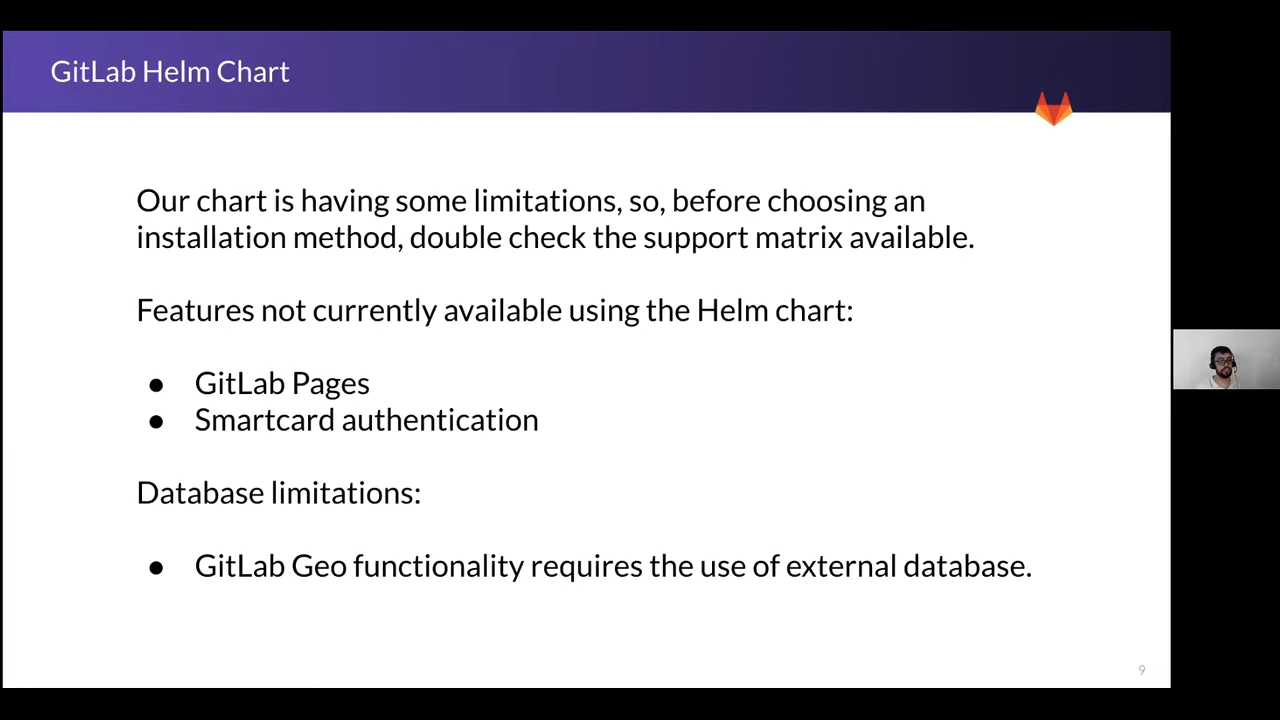 GitLab Helm Chart
Our chart is having some limitations, so, before choosing an
installation method, double check the support matrix available.
Features not currently available using the Helm chart:
● GitLab Pages
● Smartcard authentication
Database limitations:
● GitLab Geo functionality requires the use of external database.
9